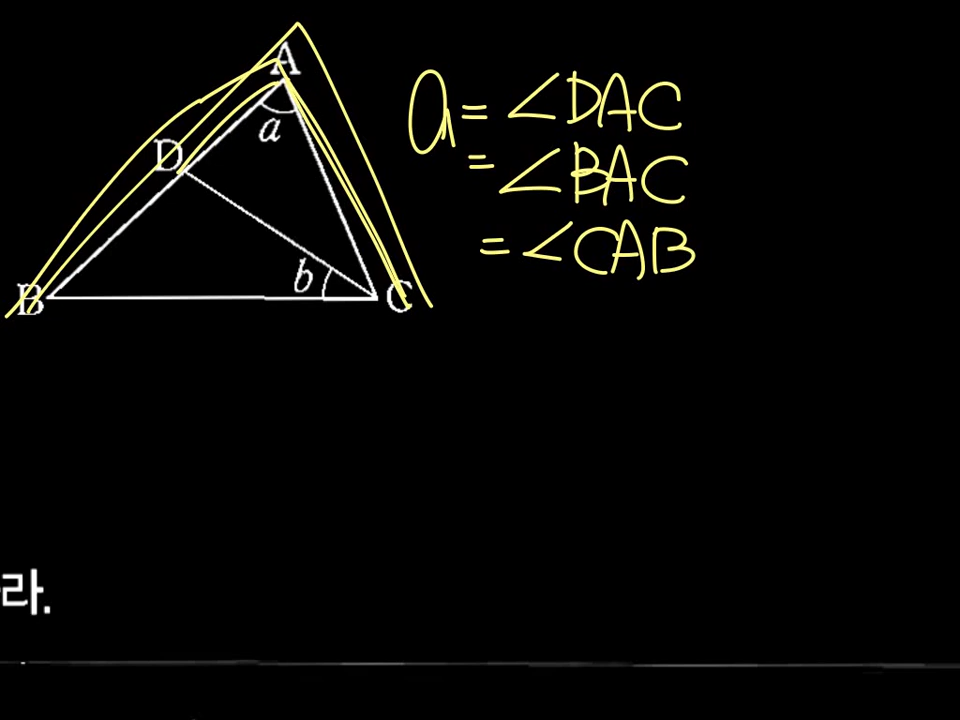 A
a = ∠DAC
a
D
= ∠BAC
= ∠CAB
b
B
C
라.